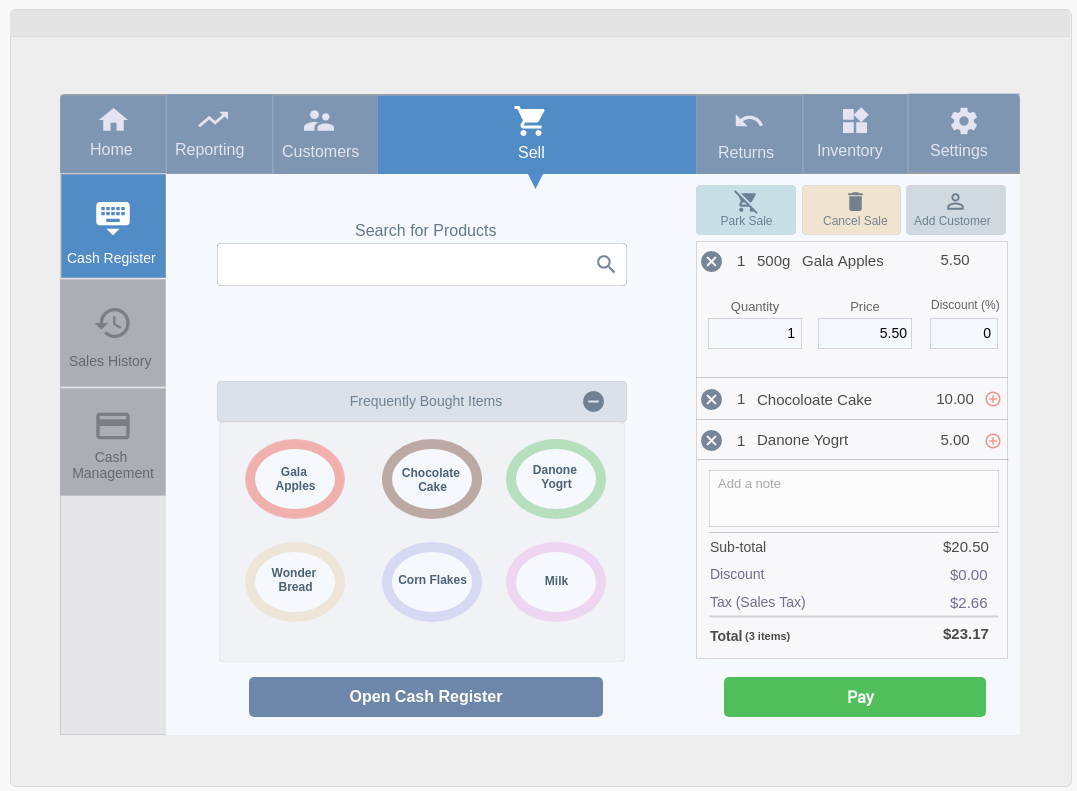 Home
Reporting
Customers
Sell
Returns
Inventory
Settings
Cash Register
Sales History
Cash
Management
Search for Products
Frequently Bought Items
Gala
Apples
Chocolate
Cake
Danone
Yogrt
Wonder
Bread
Corn Flakes
Milk
Open Cash Register
Park Sale
Cancel Sale
Add Customer
1 500g Gala Apples 5.50
Quantity Price Discount (%)
1 5.50 0
1 Chocoloate Cake 10.00
1 Danone Yogrt 5.00
Add a note
Sub-total $20.50
Discount $0.00
Tax (Sales Tax) $2.66
Total (3 items) $23.17
Pay